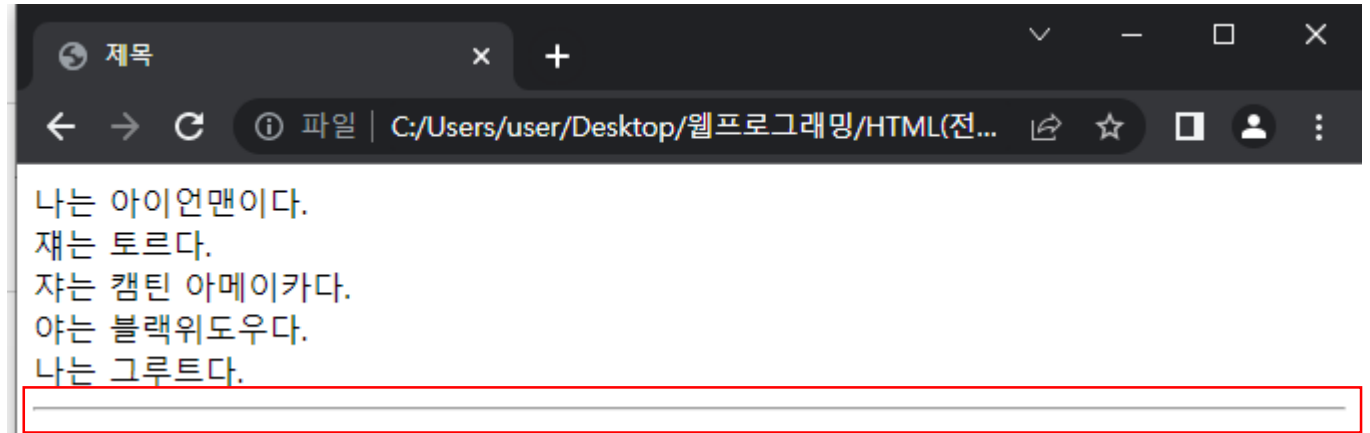 제목
파일 | C:/Users/user/Desktop/웹프로그래밍/HTML(전...
나는 아이언맨이다.
쟤는 토르다.
쟈는 캠틴 아메이카다.
야는 블랙위도우다.
나는 그루트다.